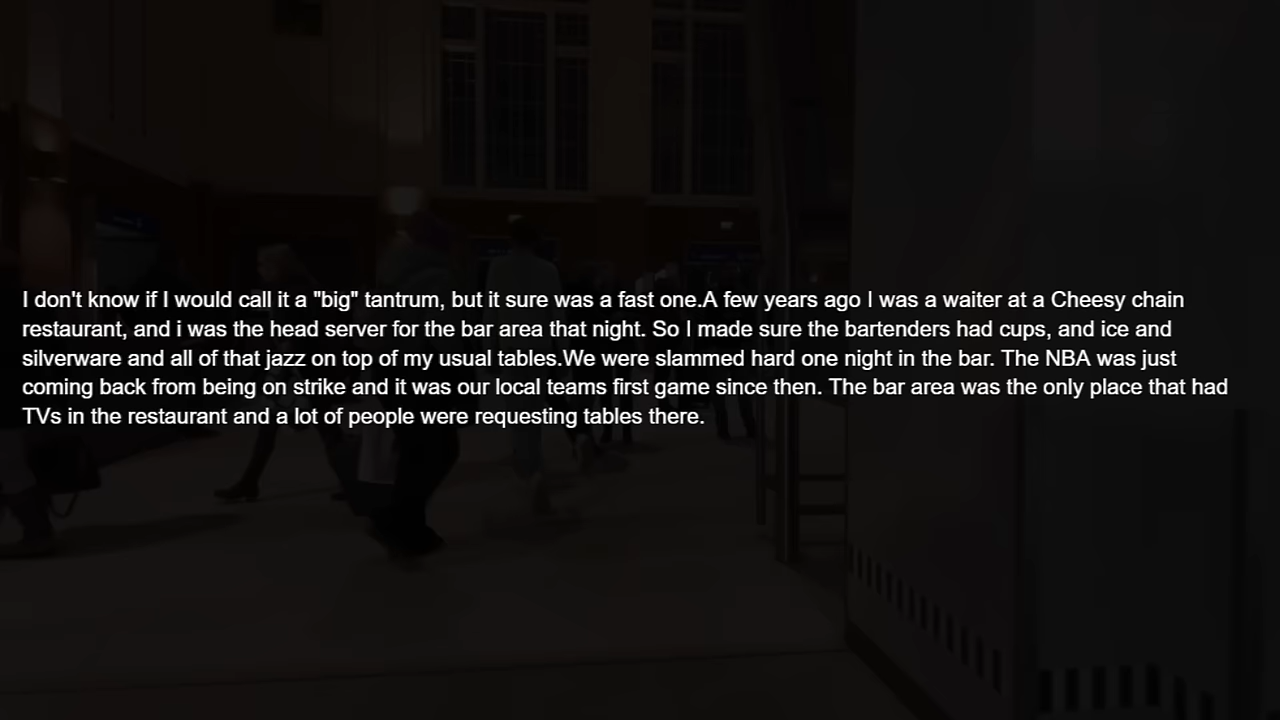 I don't know if I would call it a "big" tantrum, but it sure was a fast one.A few years ago I was a waiter at a Cheesy chain
restaurant, and i was the head server for the bar area that night. So I made sure the bartenders had cups, and ice and
silverware and all of that jazz on top of my usual tables.We were slammed hard one night in the bar. The NBA was just
coming back from being on strike and it was our local teams first game since then. The bar area was the only place that had
TVs in the restaurant and a lot of people were requesting tables there.